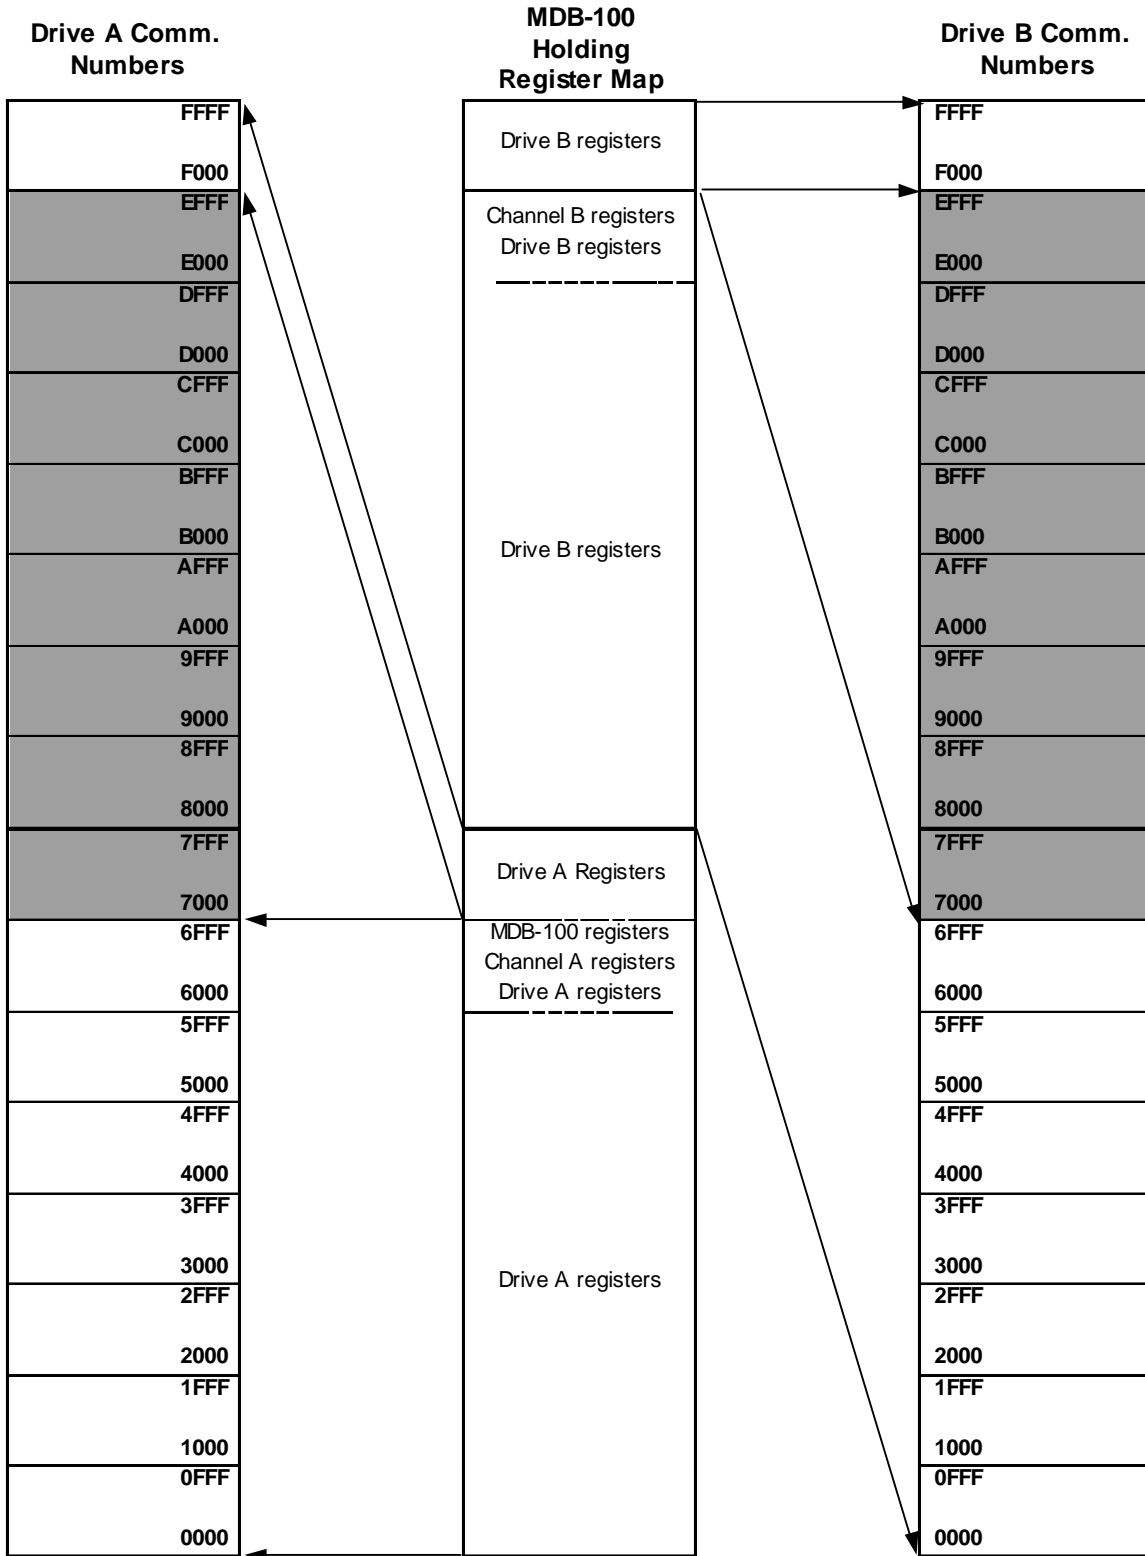 Drive A Comm.
Numbers
MDB-100
Holding
Register Map
Drive B Comm.
Numbers
FFFF
F000
EFFF
E000
DFFF
D000
CFFF
C000
BFFF
B000
AFFF
A000
9FFF
9000
8FFF
8000
7FFF
7000
6FFF
6000
5FFF
5000
4FFF
4000
3FFF
3000
2FFF
2000
1FFF
1000
0FFF
0000
Drive B registers
Channel B registers
Drive B registers
Drive B registers
Drive A Registers
MDB-100 registers
Channel A registers
Drive A registers
Drive A registers
FFFF
F000
EFFF
E000
DFFF
D000
CFFF
C000
BFFF
B000
AFFF
A000
9FFF
9000
8FFF
8000
7FFF
7000
6FFF
6000
5FFF
5000
4FFF
4000
3FFF
3000
2FFF
2000
1FFF
1000
0FFF
0000